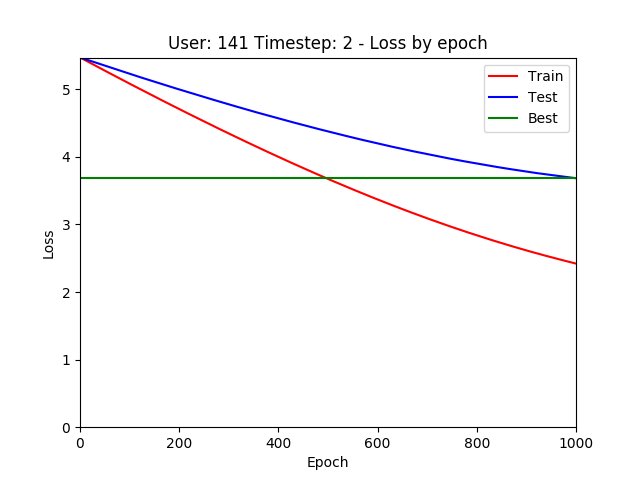 User: 141 Timestep: 2 - Loss by epoch
Train
Test
Best
5
4
3
2
1
0
Loss
0 200 400 600 800 1000
Epoch